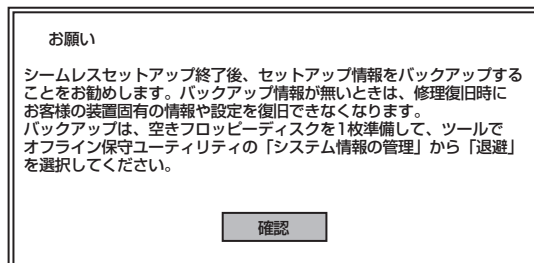 お願い
シームレスセットアップ終了後、セットアップ情報をバックアップする
ことをお勧めします。バックアップ情報が無いときは、修理復旧時に
お客様の装置固有の情報や設定を復旧できなくなります。
バックアップは、空きフロッピーディスクを1枚準備して、ツールで
オフライン保守ユーティリティの「システム情報の管理」から「退避」
を選択してください。
確認